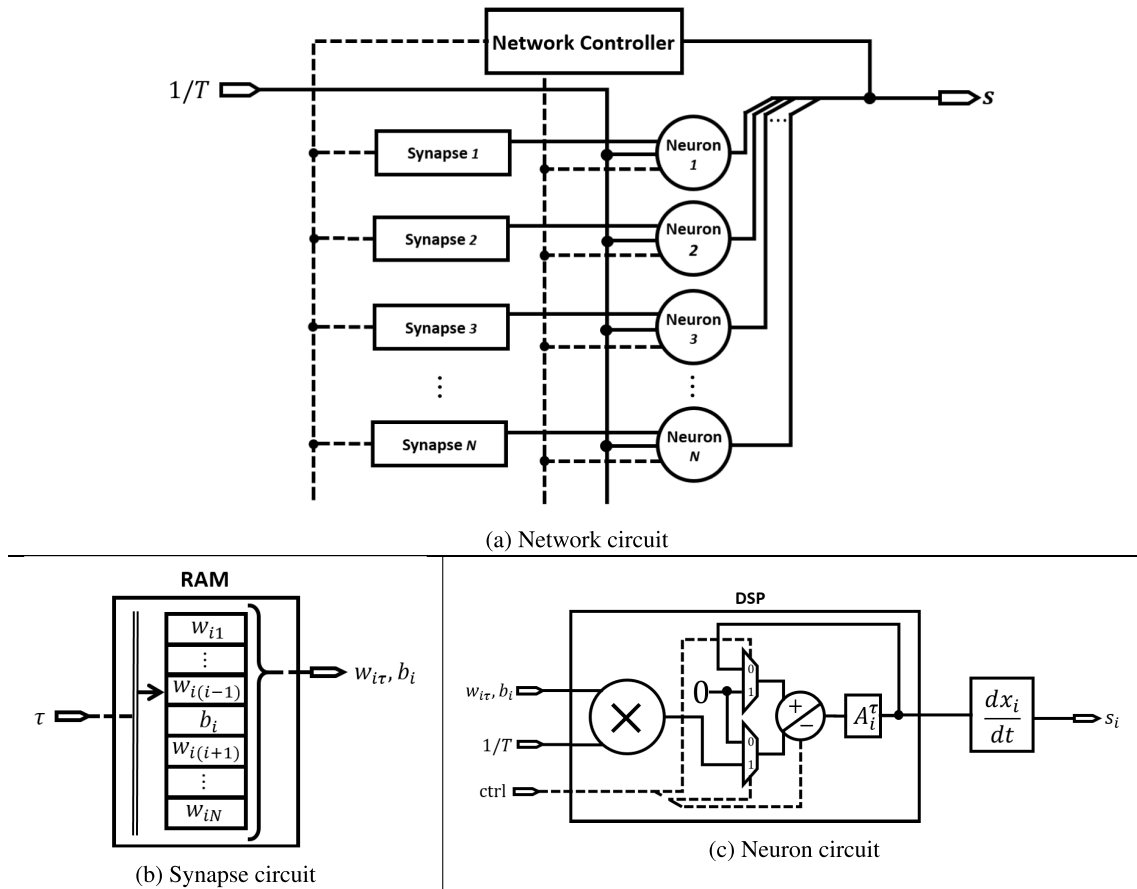 Network Controller
1/T
s
Synapse 1
Neuron
1
Synapse 2
Neuron
2
Synapse 3
Neuron
3
⋮
⋮
...
Synapse N
Neuron
N
(a) Network circuit
RAM
τ
w_{i1}
⋮
w_{i(i−1)}
b_i
w_{i(i+1)}
⋮
w_{iN}
w_{iτ}, b_i
(b) Synapse circuit
DSP
w_{iτ}, b_i
1/T
ctrl
×
0
0
1
0
1
+
−
A_i^τ
dx_i
dt
s_i
(c) Neuron circuit